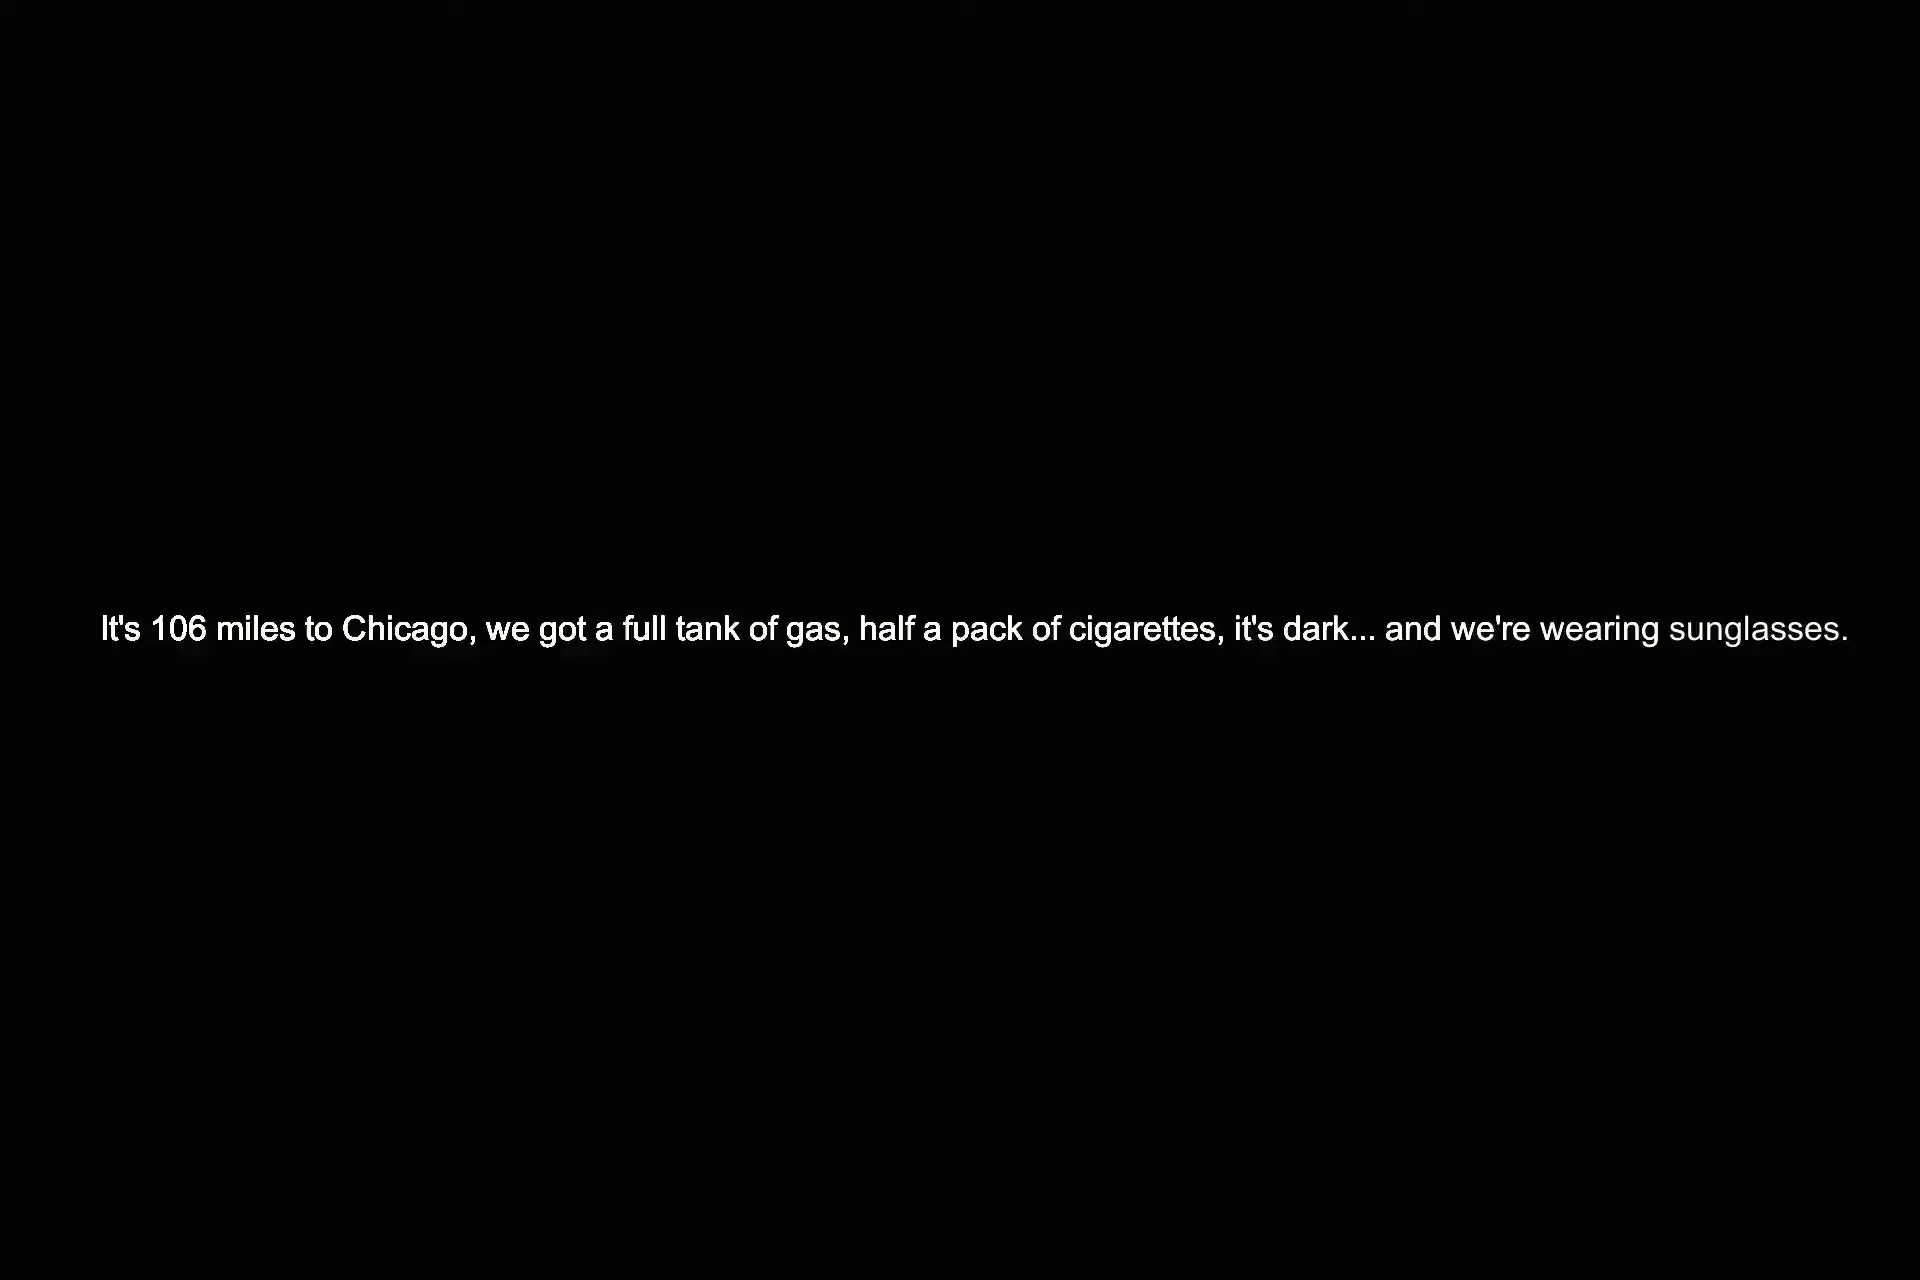 It's 106 miles to Chicago, we got a full tank of gas, half a pack of cigarettes, it's dark... and we're wearing sunglasses.